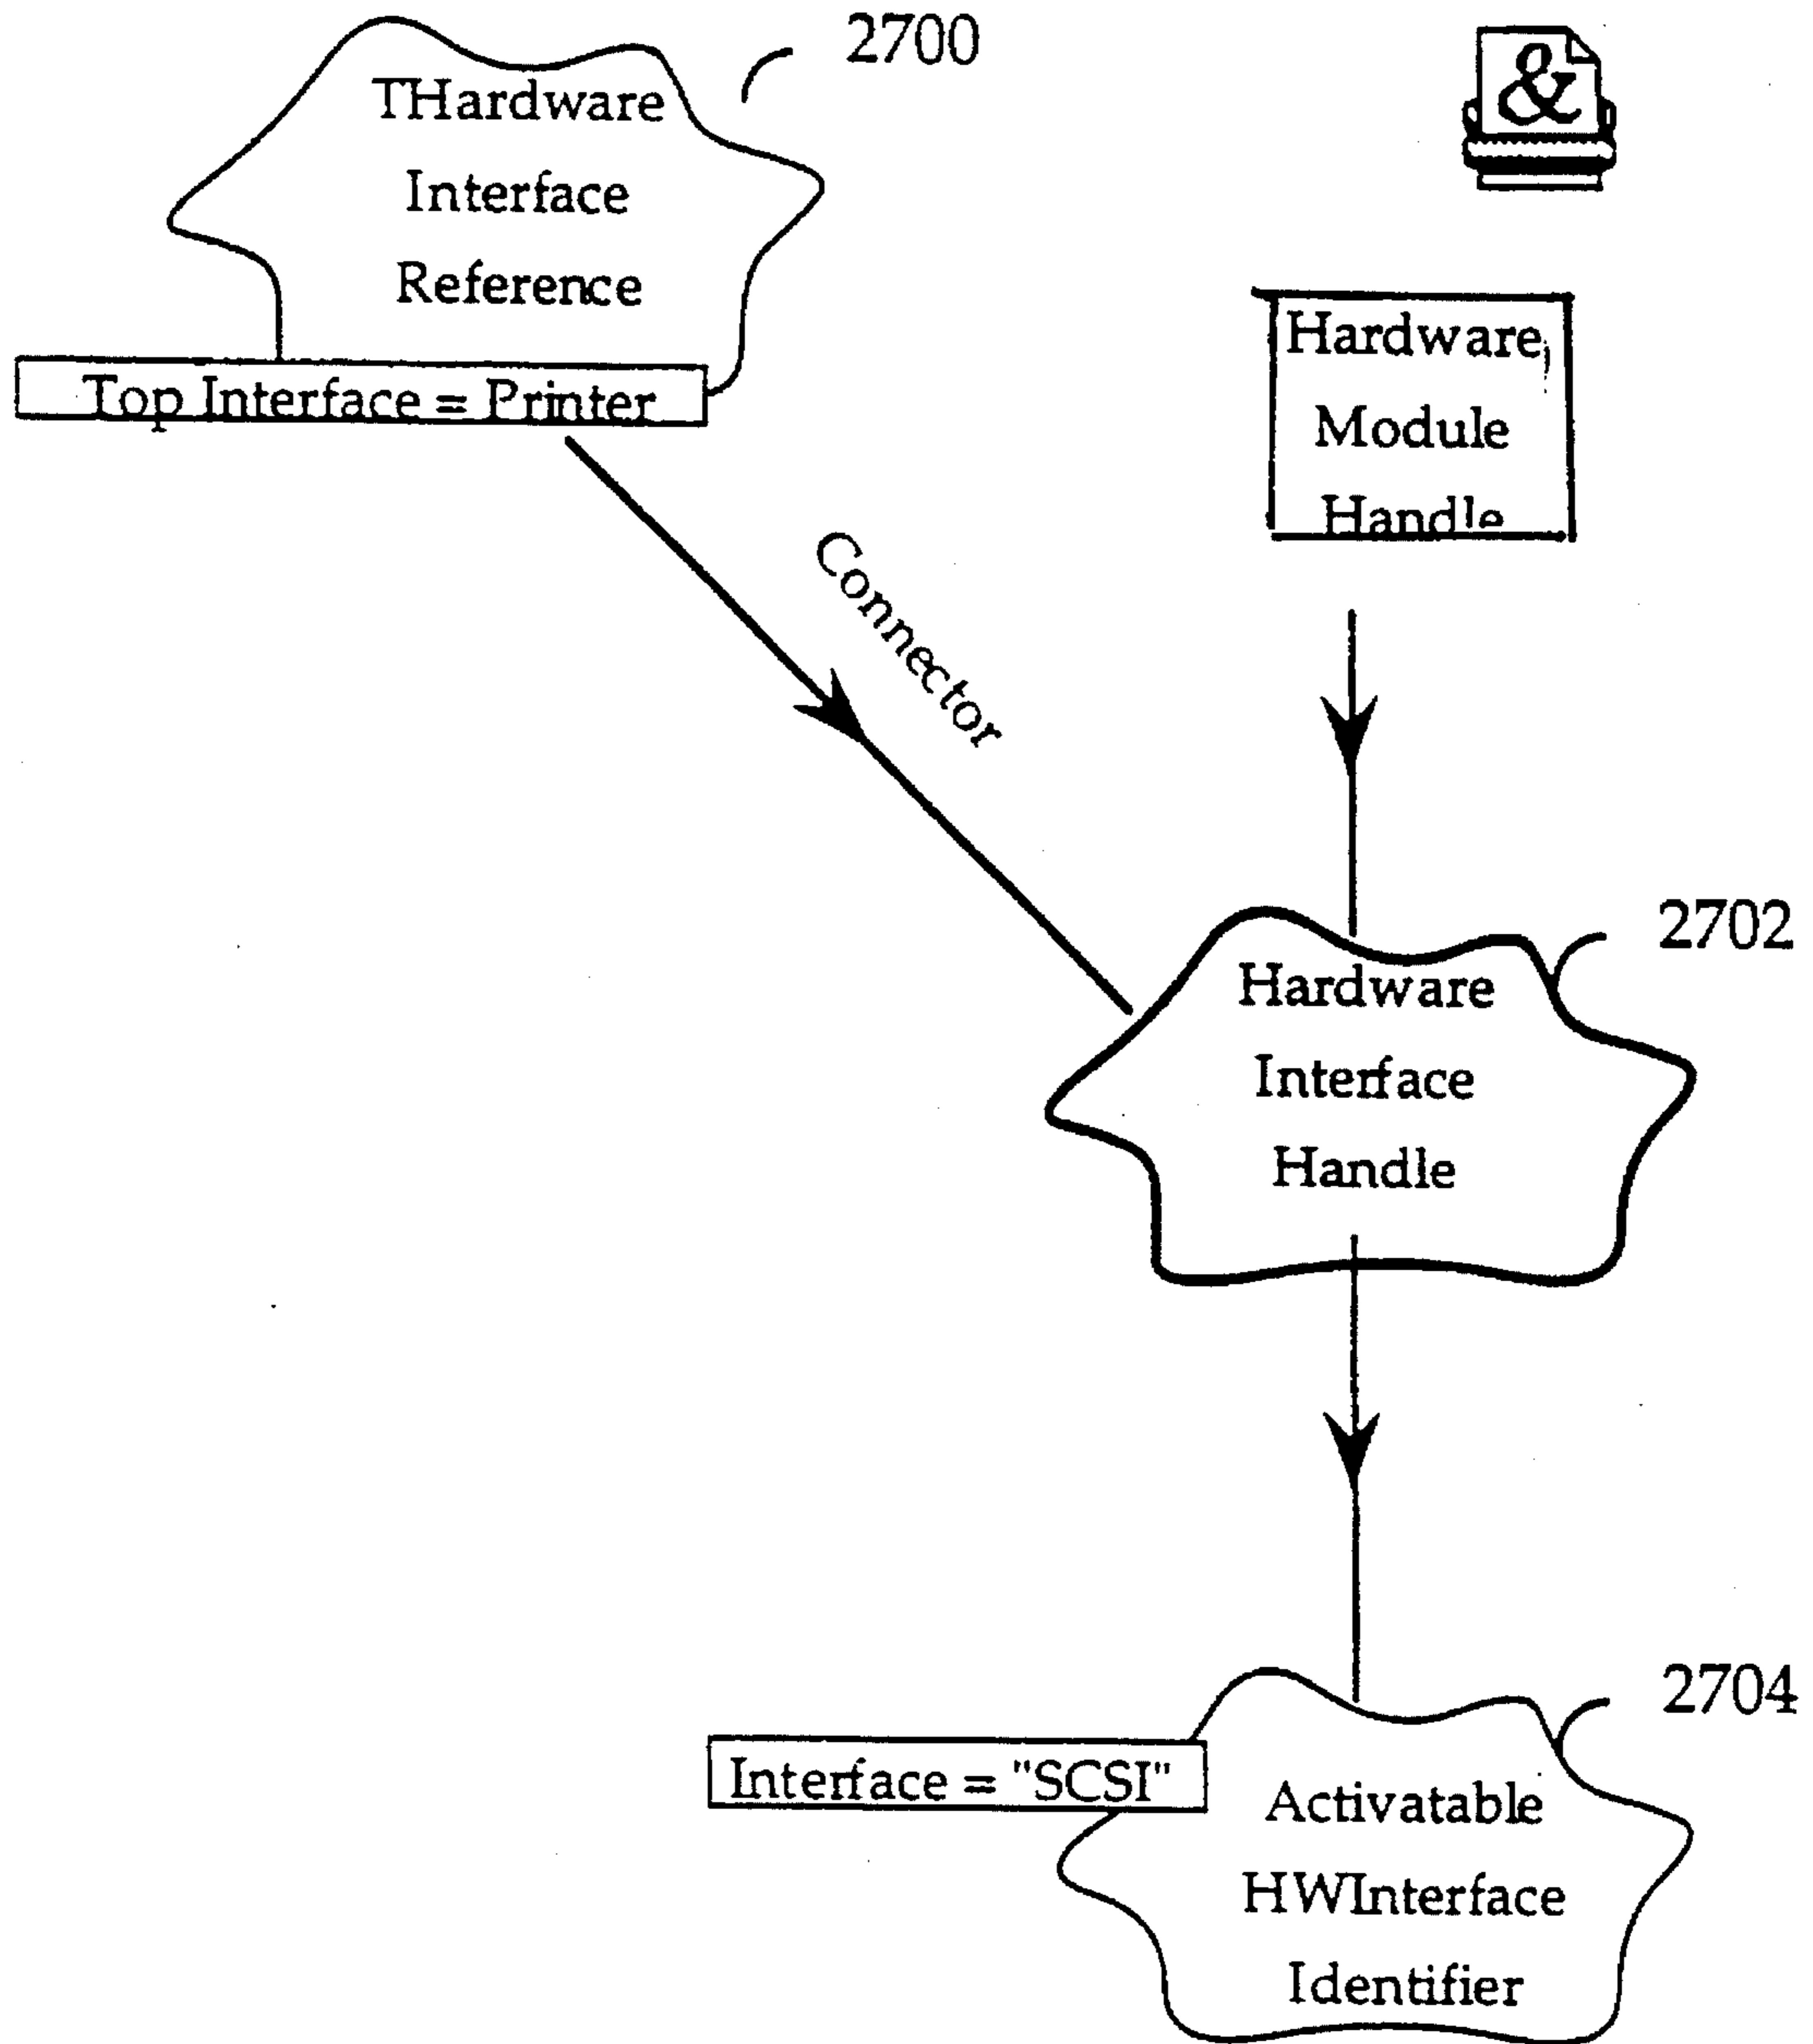 2700
THardware
Interface
Reference
Top Interface = Printer
&
Hardware
Module
Handle
Connector
2702
Hardware
Interface
Handle
2704
Interface = "SCSI"
Activatable
HWInterface
Identifier